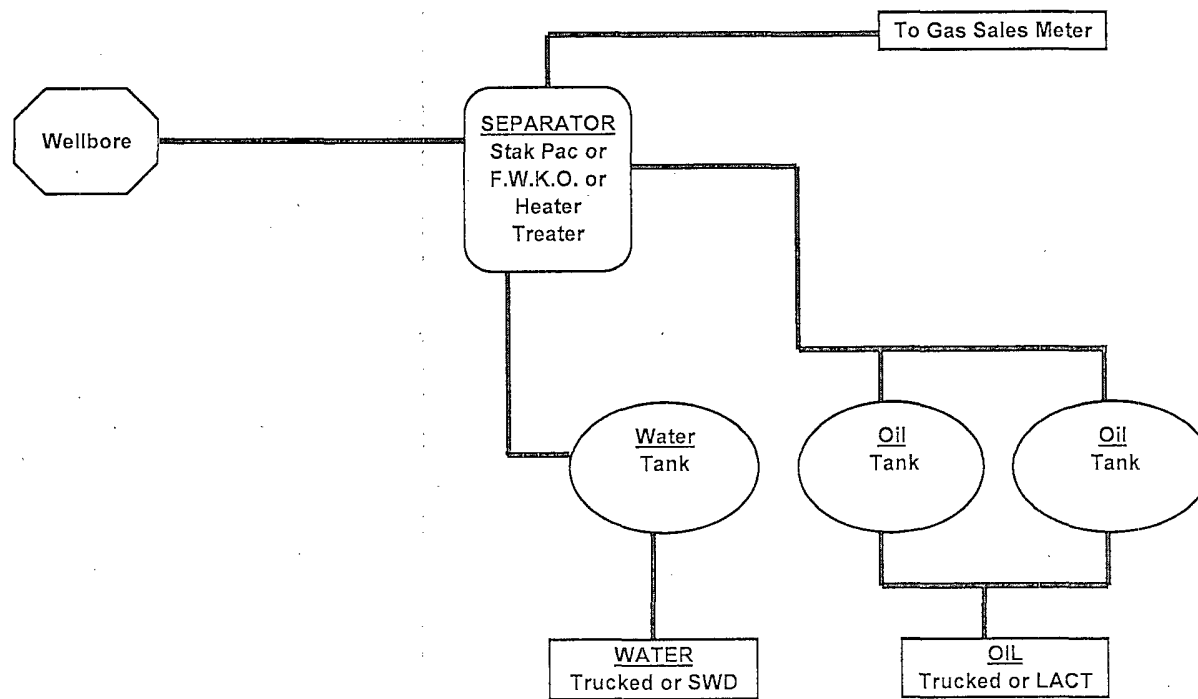 To Gas Sales Meter
Wellbore
SEPARATOR
Stak Pac or
F.W.K.O. or
Heater
Treater
Water
Tank
Oil
Tank
Oil
Tank
WATER
Trucked or SWD
OIL
Trucked or LACT